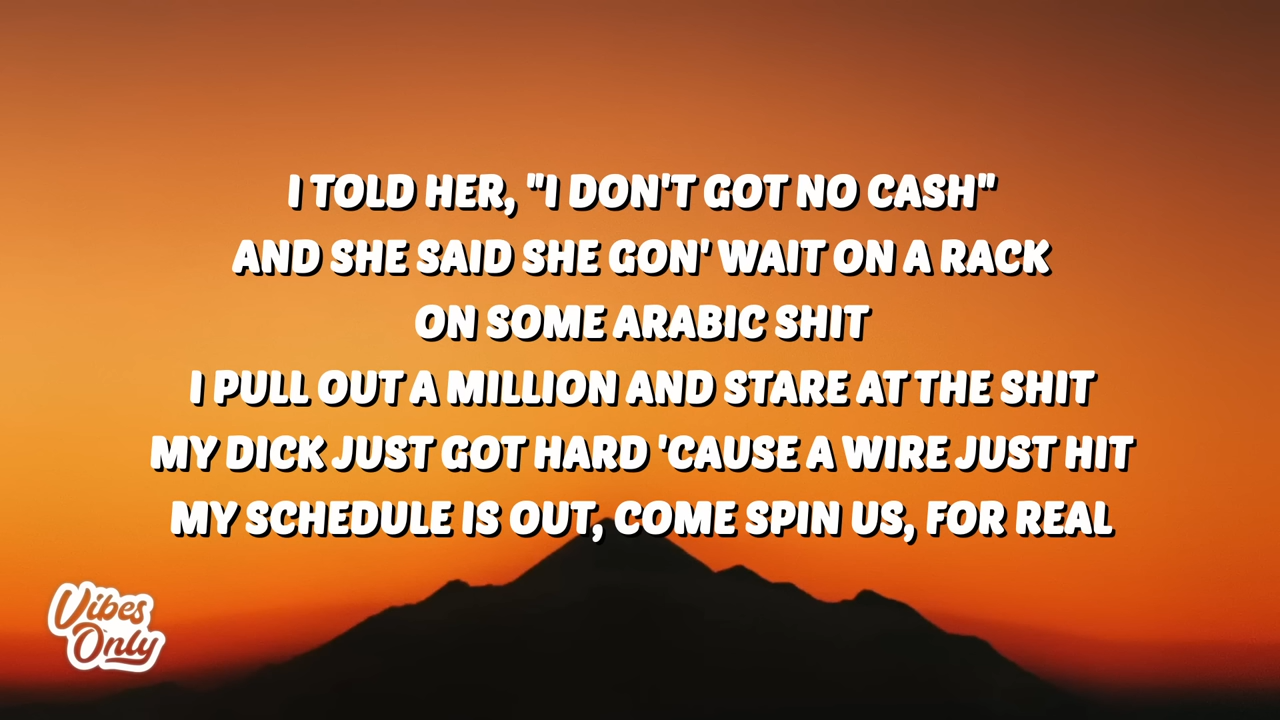 I TOLD HER, "I DON'T GOT NO CASH"
AND SHE SAID SHE GON' WAIT ON A RACK
ON SOME ARABIC SHIT
I PULL OUT A MILLION AND STARE AT THE SHIT
MY DICK JUST GOT HARD 'CAUSE A WIRE JUST HIT
MY SCHEDULE IS OUT, COME SPIN US, FOR REAL
Vibes
Only